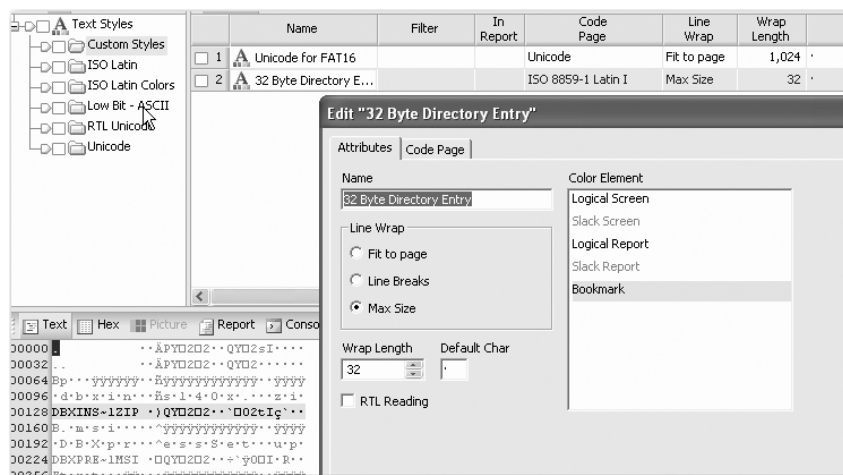 Text Styles
Custom Styles
ISO Latin
ISO Latin Colors
Low Bit - ASCII
RTL Unicode
Unicode
Name Filter In Report Code Page Line Wrap Wrap Length
1 Unicode for FAT16 Unicode Fit to page 1,024
2 32 Byte Directory E... ISO 8859-1 Latin I Max Size 32
Edit "32 Byte Directory Entry"
Attributes Code Page
Name
32 Byte Directory Entry
Line Wrap
Fit to page
Line Breaks
Max Size
Wrap Length Default Char
32 ·
RTL Reading
Color Element
Logical Screen
Slack Screen
Logical Report
Slack Report
Bookmark
Text Hex Picture Report Conso
00000
00032 ..
00064 Bp
00096 ·d·b·x·i·n···
00128 DBXINS~1ZIP
00160 B.·m·s·i·····
00192 ·D·B·X·p·r···
00224 DBXPRE~1MSI